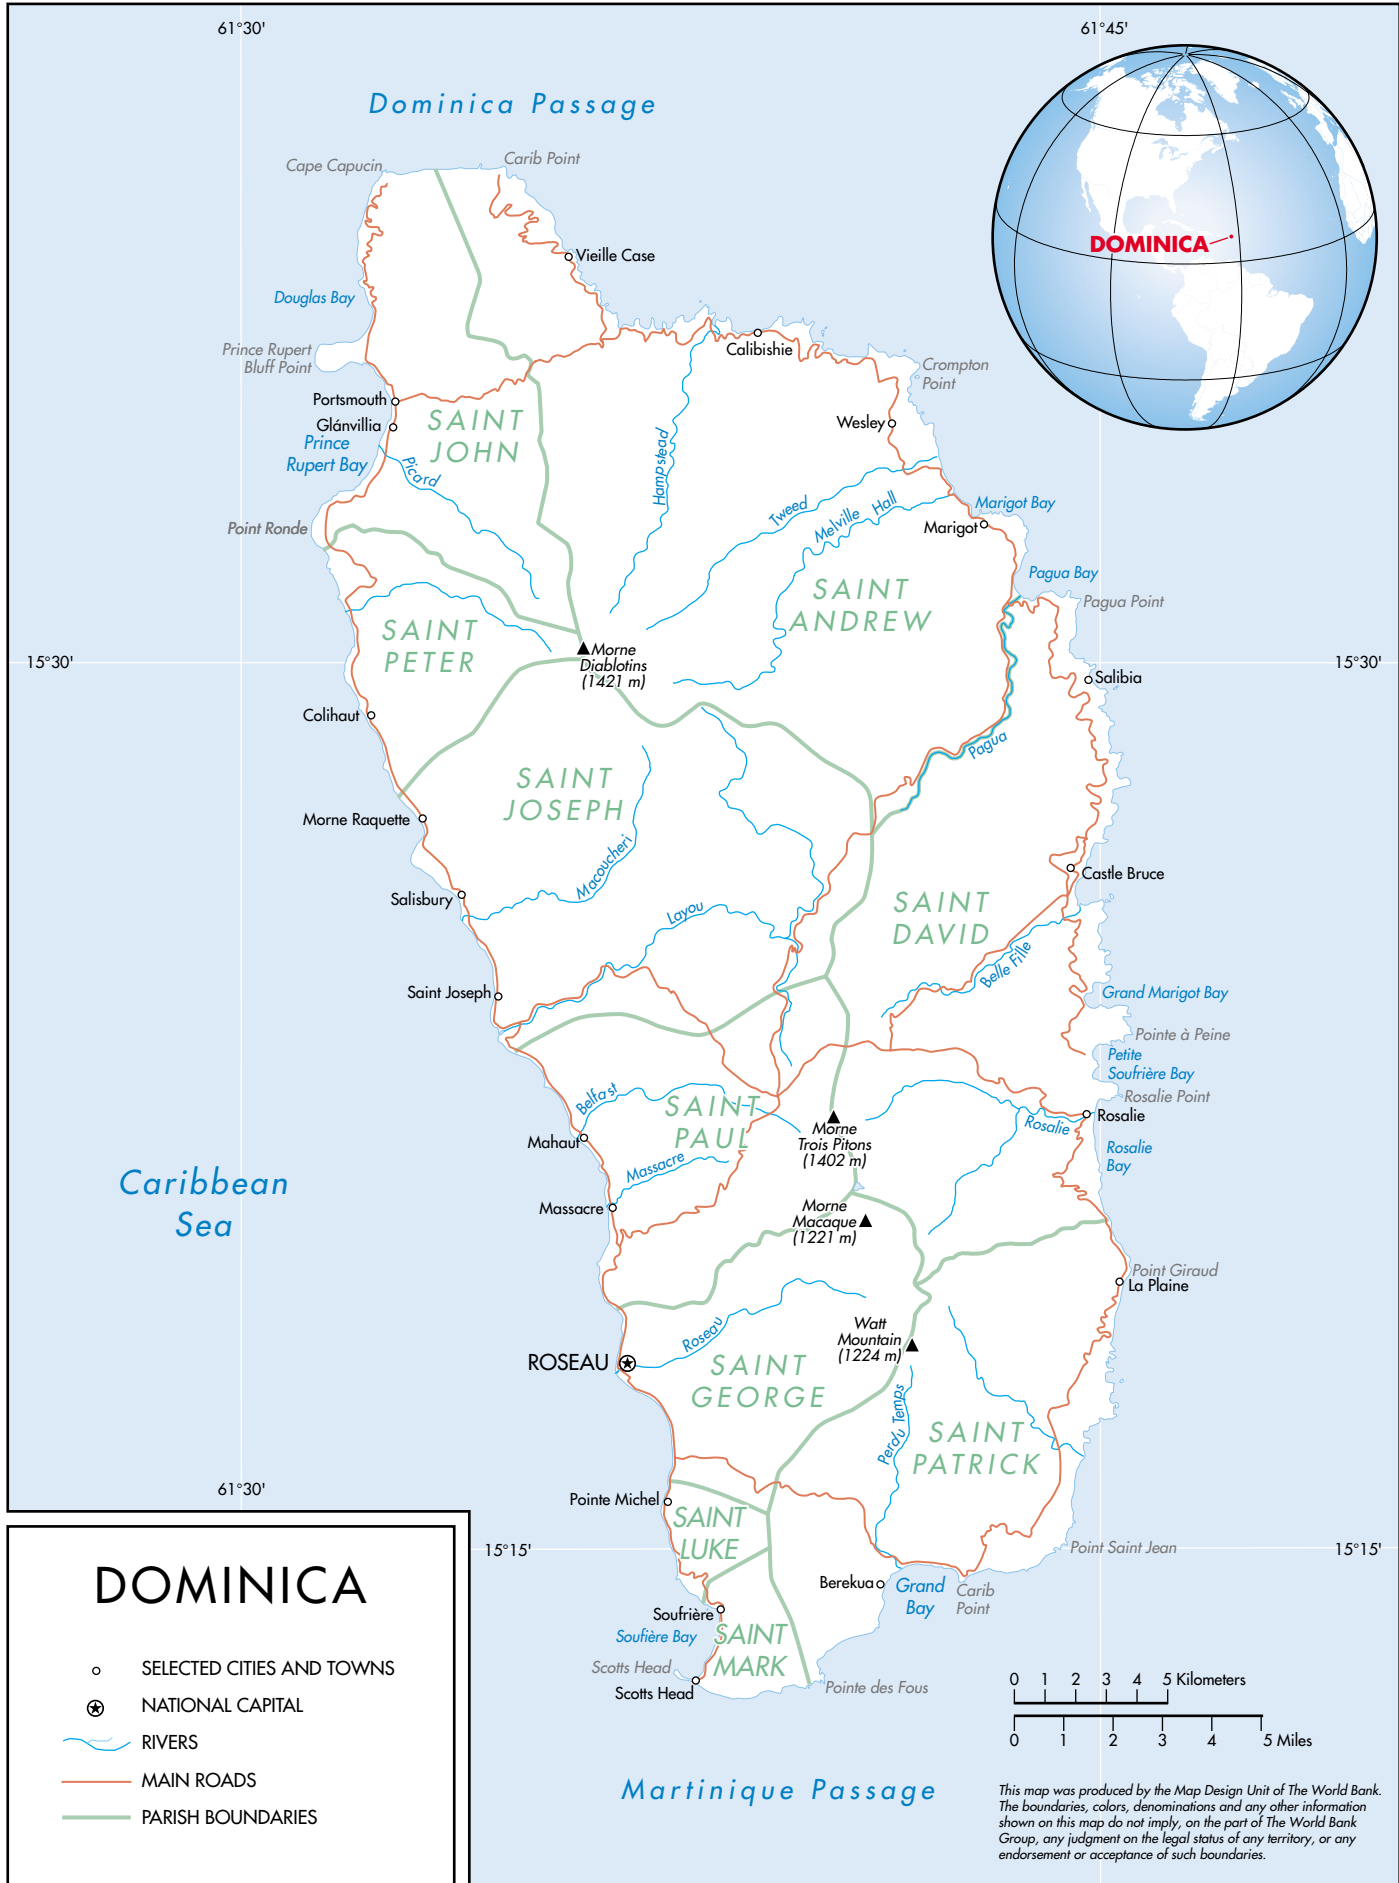 61°30'
61°45'
Dominica Passage
Cape Capucin
Carib Point
Vieille Case
DOMINICA
Douglas Bay
Prince Rupert
Bluff Point
Calibishie
Crompton
Point
Portsmouth
Glánvillia
Prince
Rupert Bay
SAINT
JOHN
Wesley
Picard
Hampstead
Tweed
Melville Hall
Marigot Bay
Marigot
Point Ronde
Pagua Bay
Pagua Point
SAINT
ANDREW
SAINT
PETER
Morne
Diablotins
(1421 m)
15°30'
15°30'
Salibia
Colihaut
Pagua
SAINT
JOSEPH
Morne Raquette
Macoucheri
Castle Bruce
Salisbury
Layou
SAINT
DAVID
Belle Fille
Saint Joseph
Grand Marigot Bay
Pointe à Peine
Petite
Soufrière Bay
Rosalie Point
Belfast
SAINT
PAUL
Rosalie
Rosalie
Morne
Trois Pitons
(1402 m)
Mahaut
Rosalie
Bay
Massacre
Caribbean
Sea
Massacre
Morne
Macaque
(1221 m)
Point Giraud
La Plaine
Roseau
Watt
Mountain
(1224 m)
ROSEAU
SAINT
GEORGE
Perdu Temps
SAINT
PATRICK
61°30'
Pointe Michel
SAINT
LUKE
15°15'
Point Saint Jean
15°15'
Berekua
Grand
Bay
Carib
Point
Soufrière
Soufière Bay
SAINT
MARK
Scotts Head
Scotts Head
Pointe des Fous
DOMINICA
SELECTED CITIES AND TOWNS
NATIONAL CAPITAL
RIVERS
MAIN ROADS
PARISH BOUNDARIES
0 1 2 3 4 5 Kilometers
0 1 2 3 4 5 Miles
Martinique Passage
This map was produced by the Map Design Unit of The World Bank.
The boundaries, colors, denominations and any other information
shown on this map do not imply, on the part of The World Bank
Group, any judgment on the legal status of any territory, or any
endorsement or acceptance of such boundaries.